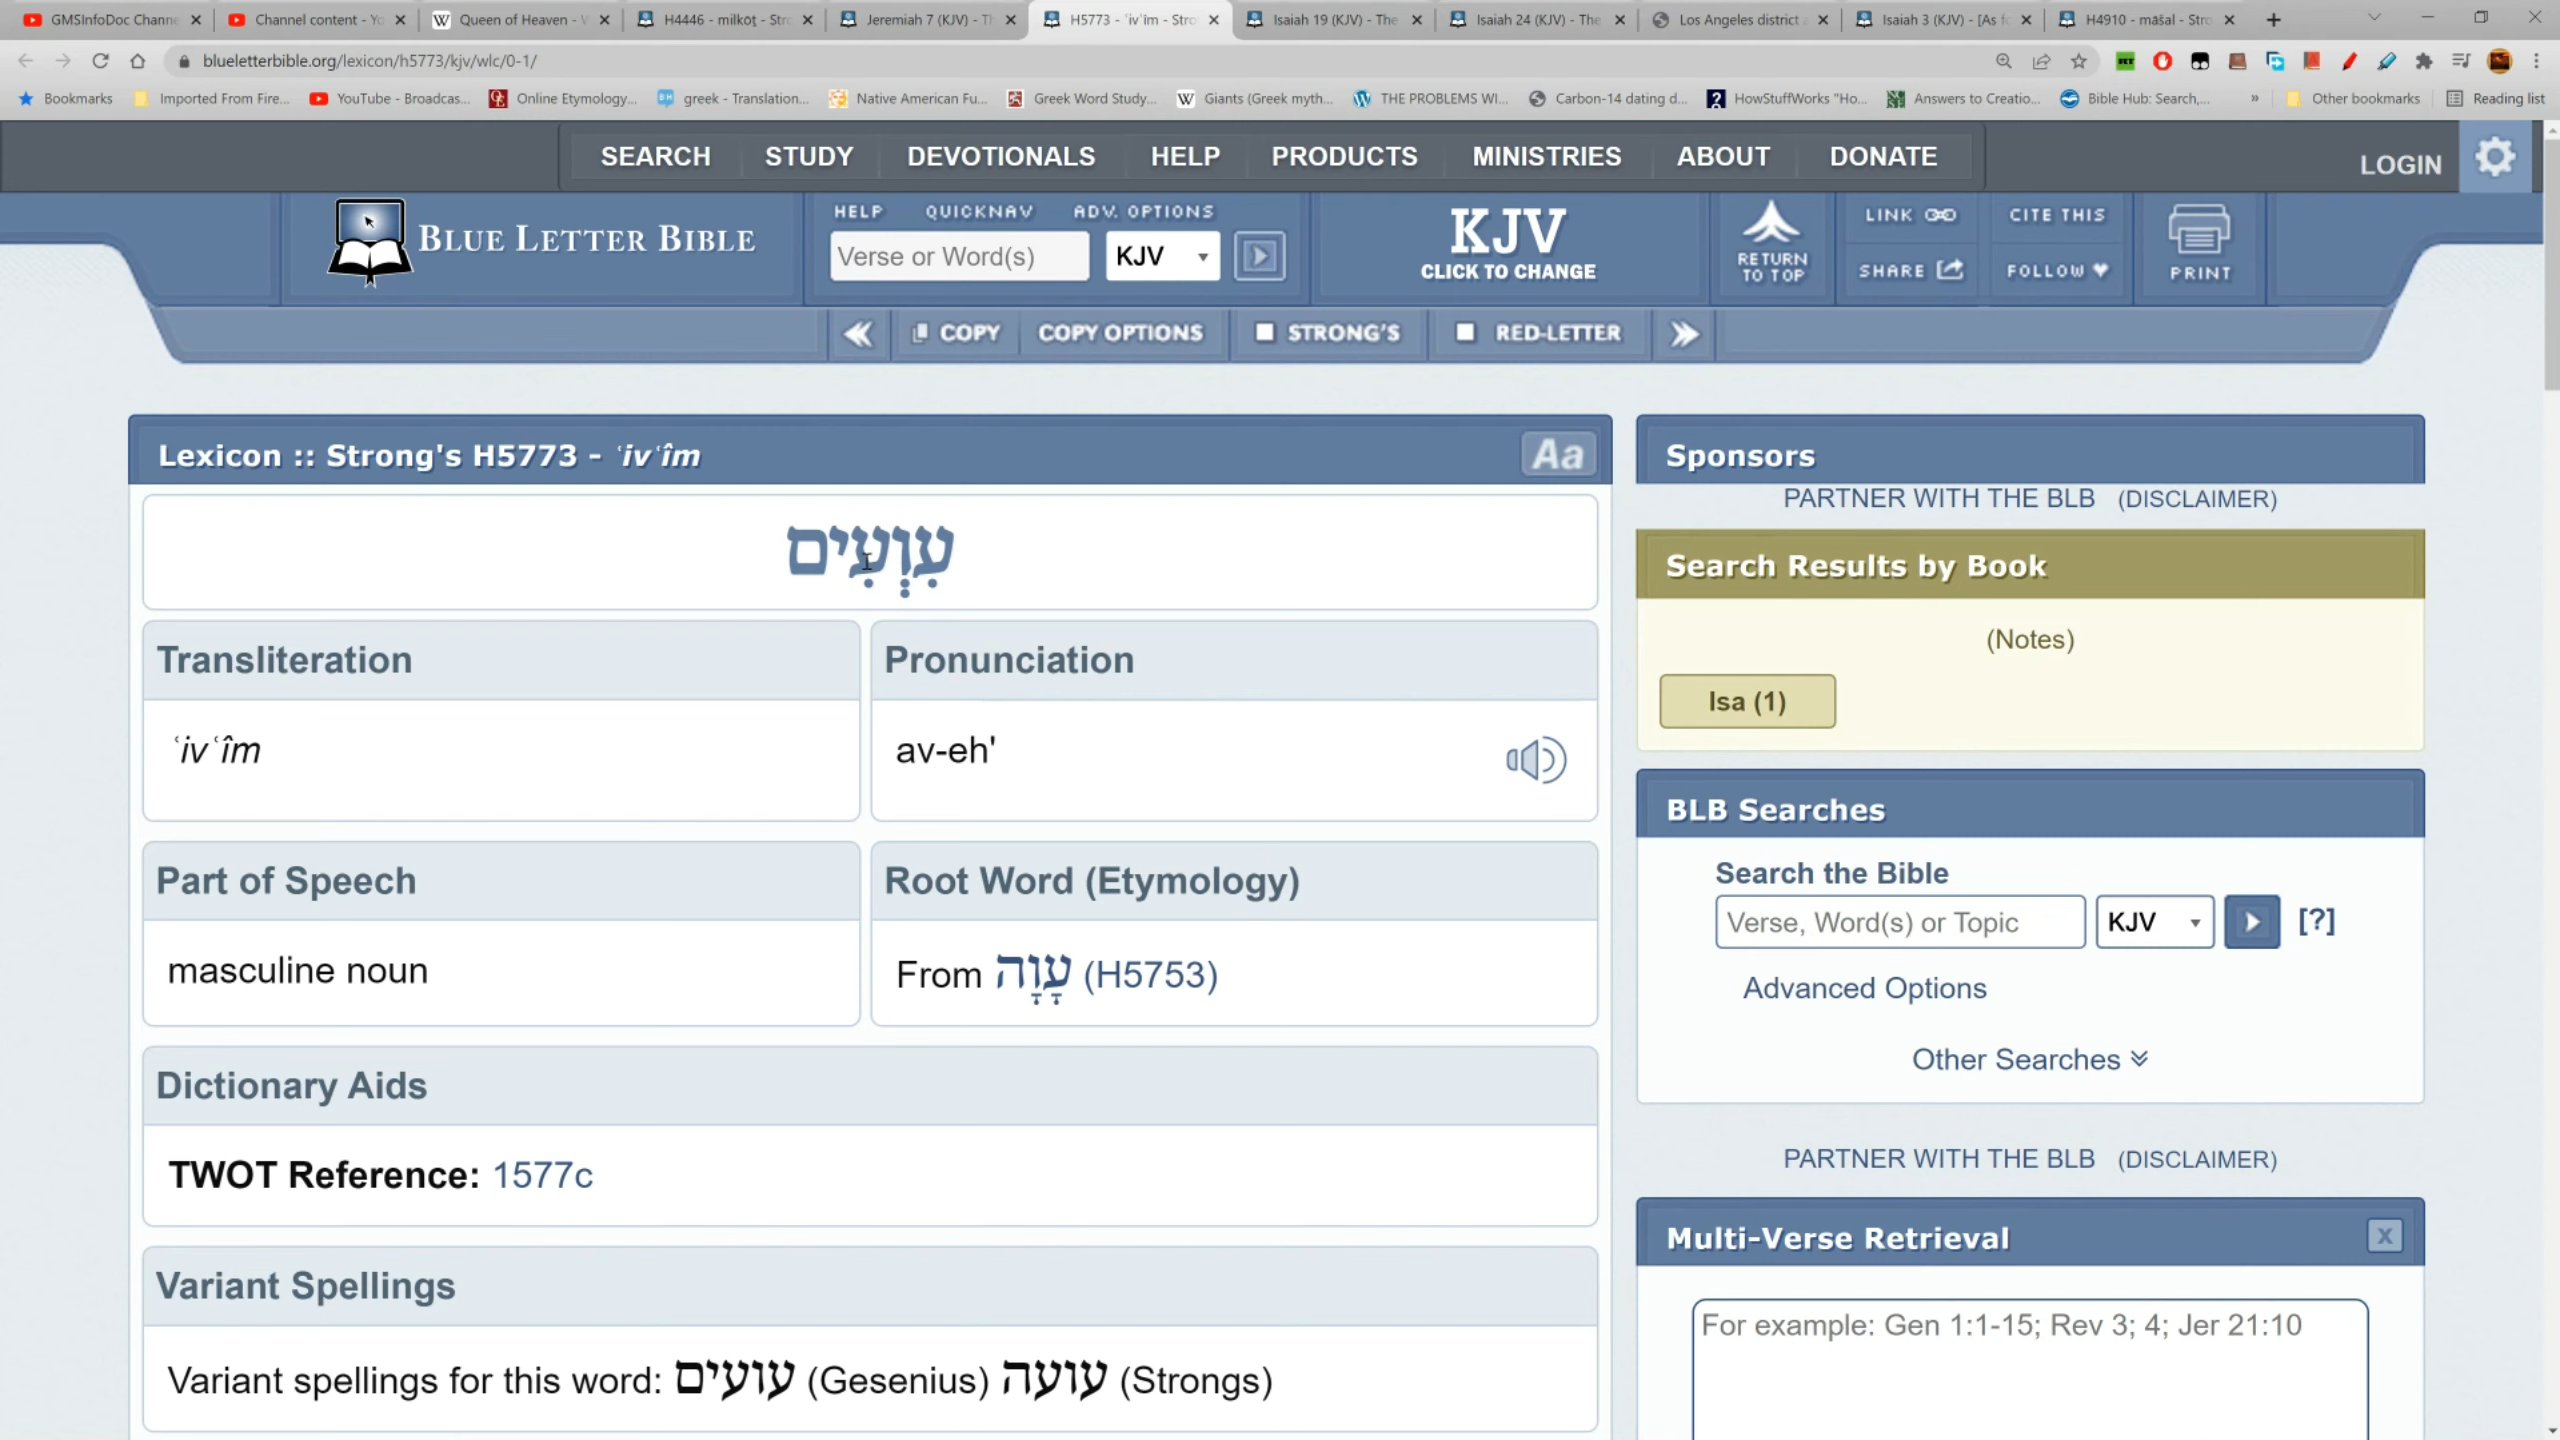 GMSInfoDoc Channe
Channel content - Yo
Queen of Heaven - V
H4446 - milkoṯ - Stro
Jeremiah 7 (KJV) - Th
H5773 - ʿivʿîm - Stro
Isaiah 19 (KJV) - The
Isaiah 24 (KJV) - The
Los Angeles district a
Isaiah 3 (KJV) - [As fo
H4910 - māšal - Stro
blueletterbible.org/lexicon/h5773/kjv/wlc/0-1/
Bookmarks
Imported From Fire...
YouTube - Broadcas...
Online Etymology...
greek - Translation...
Native American Fu...
Greek Word Study...
Giants (Greek myth...
THE PROBLEMS WI...
Carbon-14 dating d...
HowStuffWorks "Ho...
Answers to Creatio...
Bible Hub: Search,...
»
Other bookmarks
Reading list
SEARCH STUDY DEVOTIONALS HELP PRODUCTS MINISTRIES ABOUT DONATE
LOGIN
BLUE LETTER BIBLE
HELP QUICKNAV ADV. OPTIONS
Verse or Word(s)
KJV
KJV
CLICK TO CHANGE
RETURN
TO TOP
LINK
CITE THIS
SHARE
FOLLOW
PRINT
COPY
COPY OPTIONS
STRONG'S
RED-LETTER
Lexicon :: Strong's H5773 - ʿivʿîm
Aa
עִוְעִים
Transliteration
ʿivʿîm
Pronunciation
av-eh'
Part of Speech
masculine noun
Root Word (Etymology)
From עָוָה (H5753)
Dictionary Aids
TWOT Reference: 1577c
Variant Spellings
Variant spellings for this word: עועים (Gesenius) עועה (Strongs)
Sponsors
PARTNER WITH THE BLB (DISCLAIMER)
Search Results by Book
(Notes)
Isa (1)
BLB Searches
Search the Bible
Verse, Word(s) or Topic
KJV
[?]
Advanced Options
Other Searches
PARTNER WITH THE BLB (DISCLAIMER)
Multi-Verse Retrieval
x
For example: Gen 1:1-15; Rev 3; 4; Jer 21:10